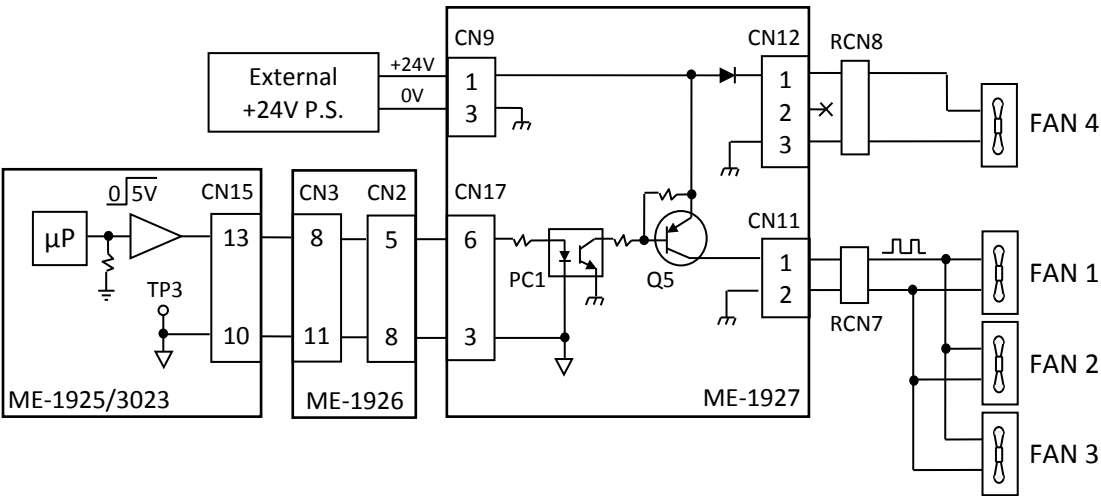 External
+24V P.S.
+24V
0V
CN9
1
3
CN12
1
2
3
RCN8
FAN 4
0 5V
μP
TP3
CN15
13
10
ME-1925/3023
CN3
8
11
CN2
5
8
ME-1926
CN17
6
3
PC1
Q5
CN11
1
2
RCN7
ME-1927
FAN 1
FAN 2
FAN 3